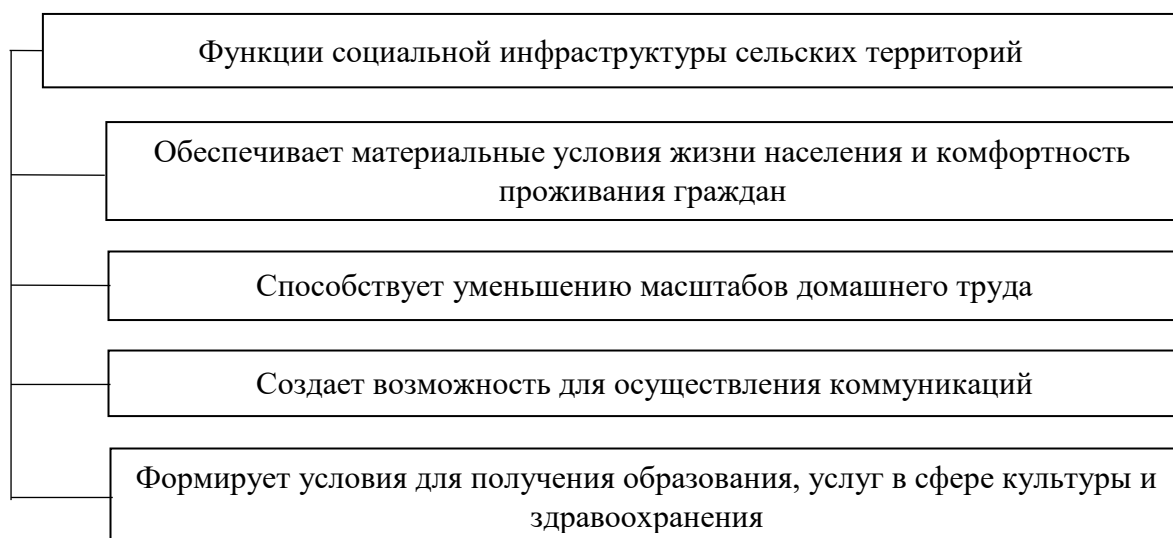 Функции социальной инфраструктуры сельских территорий
Обеспечивает материальные условия жизни населения и комфортность
проживания граждан
Способствует уменьшению масштабов домашнего труда
Создает возможность для осуществления коммуникаций
Формирует условия для получения образования, услуг в сфере культуры и
здравоохранения